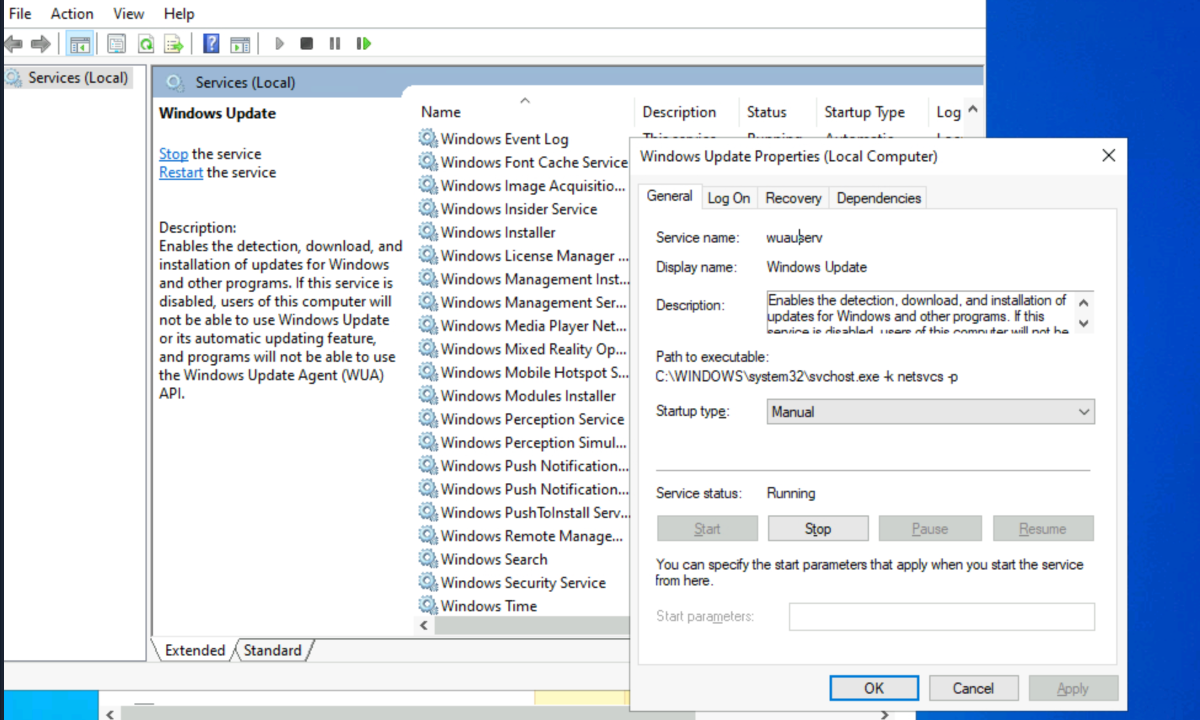 File Action View Help
Services (Local)
Services (Local)
Windows Update
Stop the service
Restart the service
Description:
Enables the detection, download, and
installation of updates for Windows
and other programs. If this service is
disabled, users of this computer will
not be able to use Windows Update
or its automatic updating feature,
and programs will not be able to use
the Windows Update Agent (WUA)
API.
Name Description Status Startup Type Log
Windows Event Log This service Running Automatic
Windows Font Cache Service
Windows Image Acquisitio...
Windows Insider Service
Windows Installer
Windows License Manager ...
Windows Management Inst...
Windows Management Ser...
Windows Media Player Net...
Windows Mixed Reality Op...
Windows Mobile Hotspot S...
Windows Modules Installer
Windows Perception Service
Windows Perception Simul...
Windows Push Notification...
Windows Push Notification...
Windows PushToInstall Serv...
Windows Remote Manage...
Windows Search
Windows Security Service
Windows Time
Extended Standard
Windows Update Properties (Local Computer)
General Log On Recovery Dependencies
Service name: wuauserv
Display name: Windows Update
Description: Enables the detection, download, and installation of
updates for Windows and other programs. If this
service is disabled, users of this computer will not be
Path to executable:
C:\WINDOWS\system32\svchost.exe -k netsvcs -p
Startup type: Manual
Service status: Running
Start Stop Pause Resume
You can specify the start parameters that apply when you start the service
from here.
Start parameters:
OK Cancel Apply